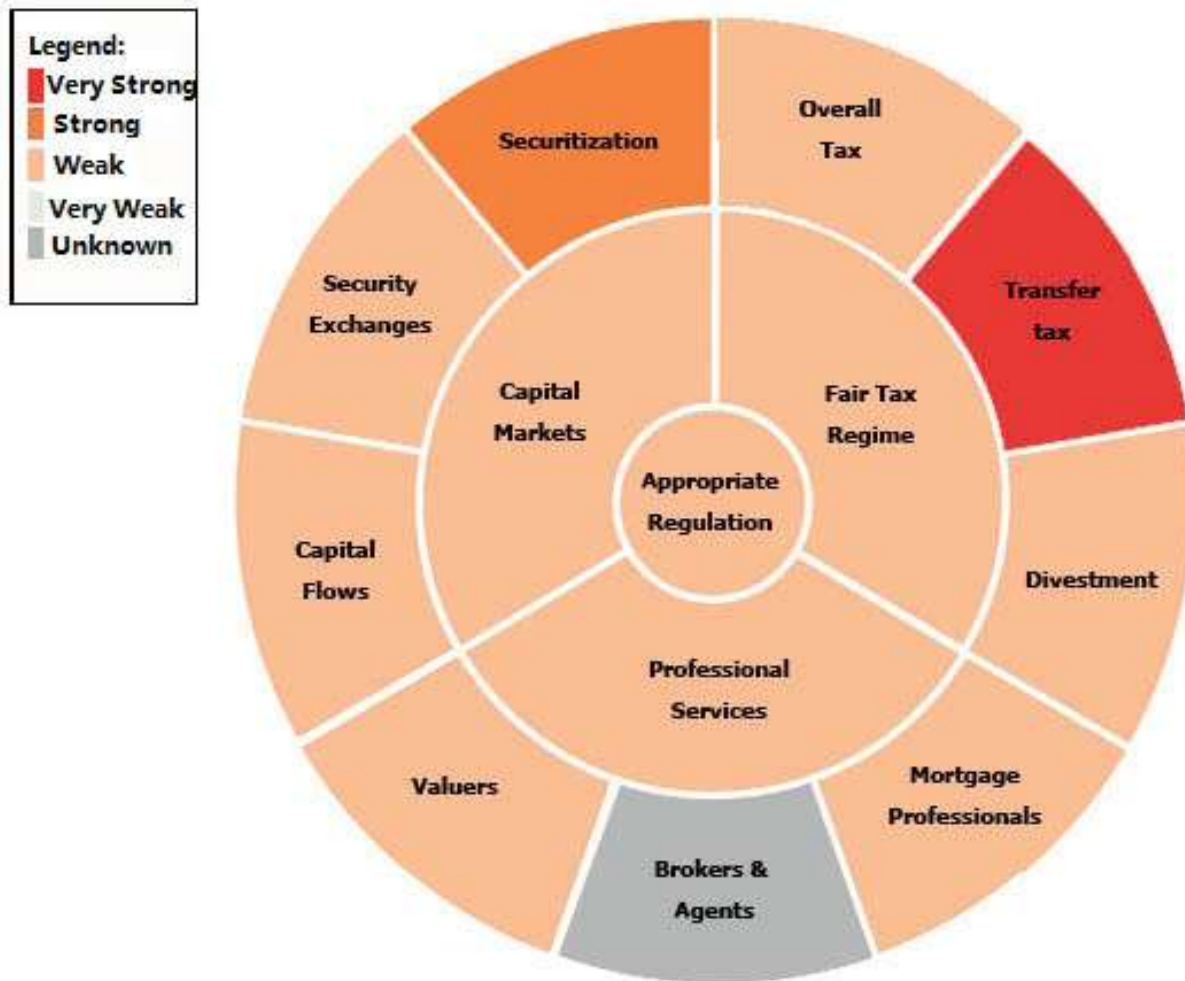 Legend:
Very Strong
Strong
Weak
Very Weak
Unknown
Securitization
Overall
Tax
Security
Exchanges
Transfer
tax
Capital
Markets
Fair Tax
Regime
Appropriate
Regulation
Capital
Flows
Divestment
Professional
Services
Valuers
Mortgage
Professionals
Brokers &
Agents